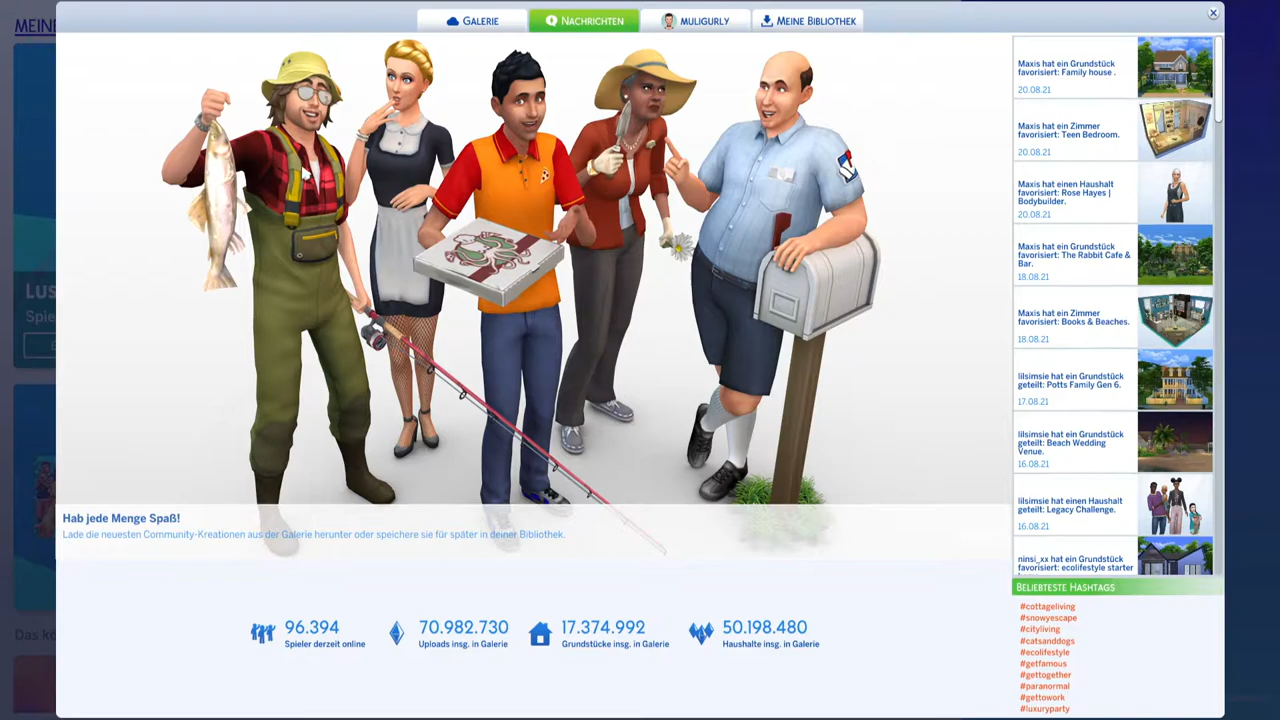 MEINE
GALERIE
NACHRICHTEN
MULIGURLY
MEINE BIBLIOTHEK
Lus
Spie
Das kö
Hab jede Menge Spaß!
Lade die neuesten Community-Kreationen aus der Galerie herunter oder speichere sie für später in deiner Bibliothek.
96.394
Spieler derzeit online
70.982.730
Uploads insg. in Galerie
17.374.992
Grundstücke insg. in Galerie
50.198.480
Haushalte insg. in Galerie
Maxis hat ein Grundstück
favorisiert: Family house .
20.08.21
Maxis hat ein Zimmer
favorisiert: Teen Bedroom.
20.08.21
Maxis hat einen Haushalt
favorisiert: Rose Hayes |
Bodybuilder.
20.08.21
Maxis hat ein Grundstück
favorisiert: The Rabbit Cafe &
Bar.
18.08.21
Maxis hat ein Zimmer
favorisiert: Books & Beaches.
18.08.21
lilsimsie hat ein Grundstück
geteilt: Potts Family Gen 6.
17.08.21
lilsimsie hat ein Grundstück
geteilt: Beach Wedding
Venue.
16.08.21
lilsimsie hat einen Haushalt
geteilt: Legacy Challenge.
16.08.21
ninsi_xx hat ein Grundstück
favorisiert: ecolifestyle starter
BELIEBTESTE HASHTAGS
#cottageliving
#snowyescape
#cityliving
#catsanddogs
#ecolifestyle
#getfamous
#gettogether
#paranormal
#gettowork
#luxuryparty